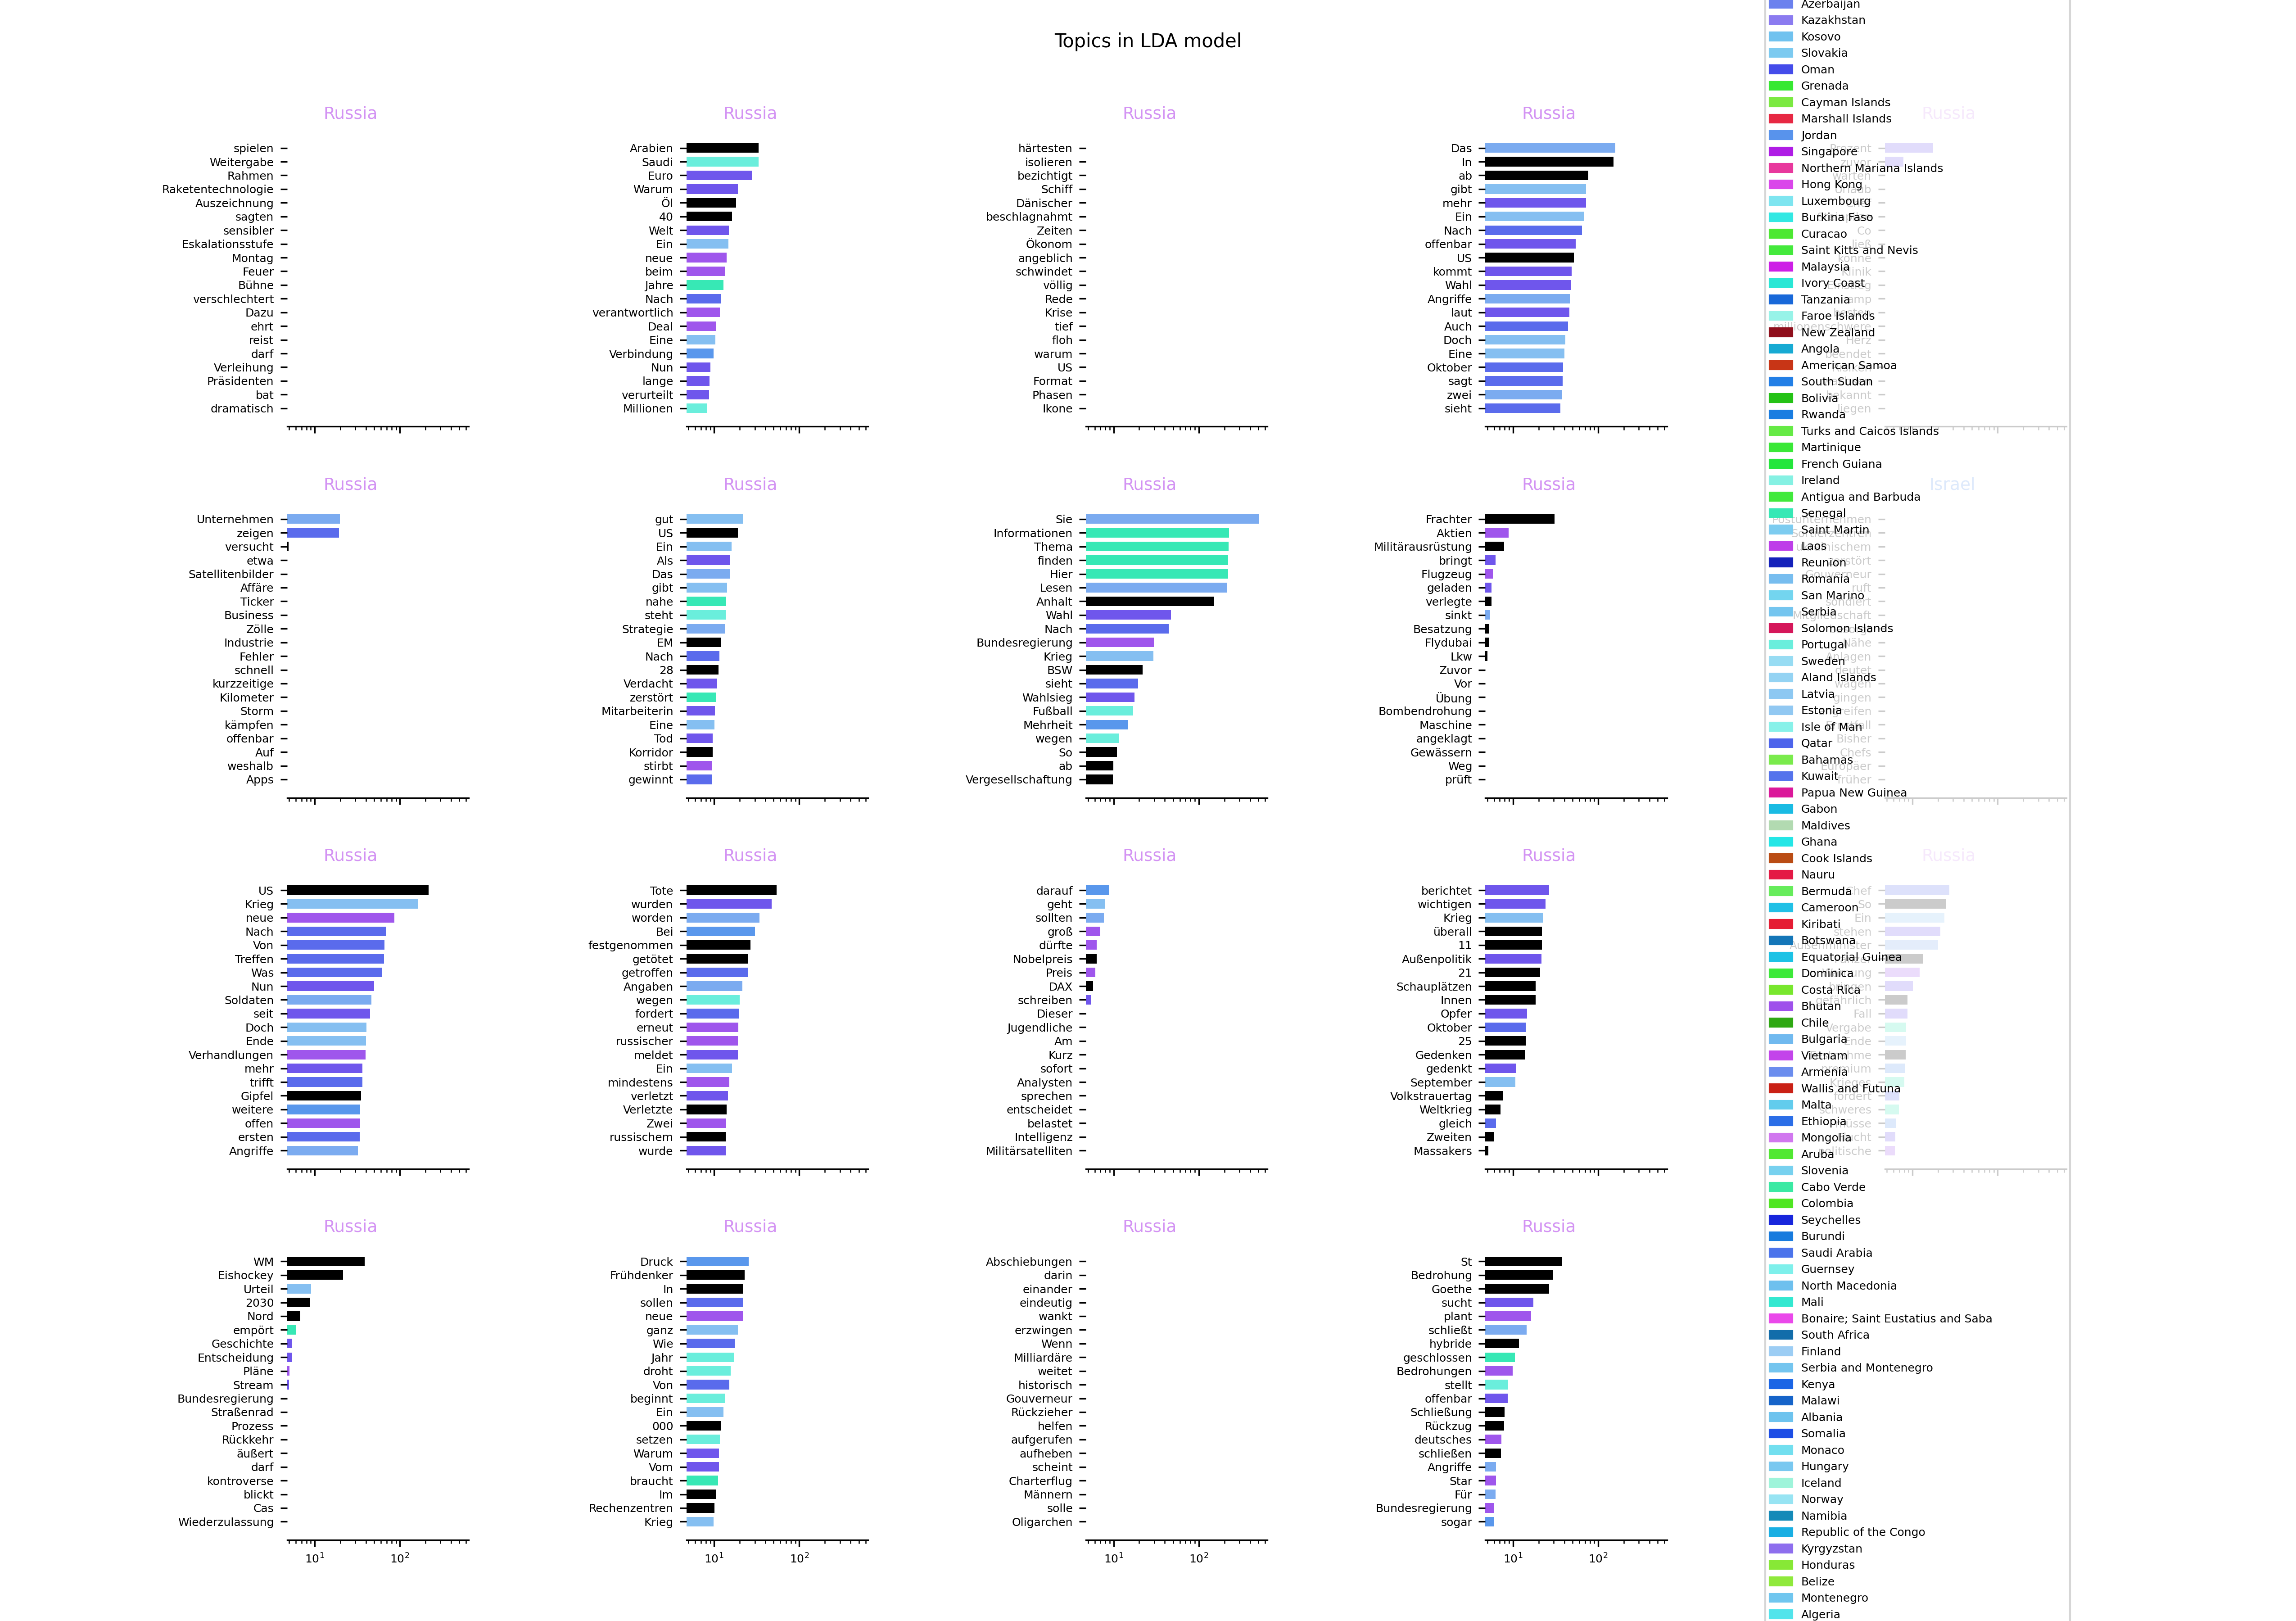 Topics in LDA model
Russia
spielen
Weitergabe
Rahmen
Raketentechnologie
Auszeichnung
sagten
sensibler
Eskalationsstufe
Montag
Feuer
Bühne
verschlechtert
Dazu
ehrt
reist
darf
Verleihung
Präsidenten
bat
dramatisch
Russia
Arabien
Saudi
Euro
Warum
Öl
40
Welt
Ein
neue
beim
Jahre
Nach
verantwortlich
Deal
Eine
Verbindung
Nun
lange
verurteilt
Millionen
Russia
härtesten
isolieren
bezichtigt
Schiff
Dänischer
beschlagnahmt
Zeiten
Ökonom
angeblich
schwindet
völlig
Rede
Krise
tief
floh
warum
US
Format
Phasen
Ikone
Russia
Das
In
ab
gibt
mehr
Ein
Nach
offenbar
US
kommt
Wahl
Angriffe
laut
Auch
Doch
Eine
Oktober
sagt
zwei
sieht
Russia
Co
Herz
Russia
Unternehmen
zeigen
versucht
etwa
Satellitenbilder
Affäre
Ticker
Business
Zölle
Industrie
Fehler
schnell
kurzzeitige
Kilometer
Storm
kämpfen
offenbar
Auf
weshalb
Apps
Russia
gut
US
Ein
Als
Das
gibt
nahe
steht
Strategie
EM
Nach
28
Verdacht
zerstört
Mitarbeiterin
Eine
Tod
Korridor
stirbt
gewinnt
Russia
Sie
Informationen
Thema
finden
Hier
Lesen
Anhalt
Wahl
Nach
Bundesregierung
Krieg
BSW
sieht
Wahlsieg
Fußball
Mehrheit
wegen
So
ab
Vergesellschaftung
Russia
Frachter
Aktien
Militärausrüstung
bringt
Flugzeug
geladen
verlegte
sinkt
Besatzung
Flydubai
Lkw
Zuvor
Vor
Übung
Bombendrohung
Maschine
angeklagt
Gewässern
Weg
prüft
Israel
ruft
Bisher
Chefs
früher
Russia
US
Krieg
neue
Nach
Von
Treffen
Was
Nun
Soldaten
seit
Doch
Ende
Verhandlungen
mehr
trifft
Gipfel
weitere
offen
ersten
Angriffe
Russia
Tote
wurden
worden
Bei
festgenommen
getötet
getroffen
Angaben
wegen
fordert
erneut
russischer
meldet
Ein
mindestens
verletzt
Verletzte
Zwei
russischem
wurde
Russia
darauf
geht
sollten
groß
dürfte
Nobelpreis
Preis
DAX
schreiben
Dieser
Jugendliche
Am
Kurz
sofort
Analysten
sprechen
entscheidet
belastet
Intelligenz
Militärsatelliten
Russia
berichtet
wichtigen
Krieg
überall
11
Außenpolitik
21
Schauplätzen
Innen
Opfer
Oktober
25
Gedenken
gedenkt
September
Volkstrauertag
Weltkrieg
gleich
Zweiten
Massakers
Russia
So
Ein
stehen
Außenminister
gefährlich
Fall
Vergabe
Ende
fordert
schweres
Russia
WM
Eishockey
Urteil
2030
Nord
empört
Geschichte
Entscheidung
Pläne
Stream
Bundesregierung
Straßenrad
Prozess
Rückkehr
äußert
darf
kontroverse
blickt
Cas
Wiederzulassung
10¹ 10²
Russia
Druck
Frühdenker
In
sollen
neue
ganz
Wie
Jahr
droht
Von
beginnt
Ein
000
setzen
Warum
Vom
braucht
Im
Rechenzentren
Krieg
10¹ 10²
Russia
Abschiebungen
darin
einander
eindeutig
wankt
erzwingen
Wenn
Milliardäre
weitet
historisch
Gouverneur
Rückzieher
helfen
aufgerufen
aufheben
scheint
Charterflug
Männern
solle
Oligarchen
10¹ 10²
Russia
St
Bedrohung
Goethe
sucht
plant
schließt
hybride
geschlossen
Bedrohungen
stellt
offenbar
Schließung
Rückzug
deutsches
schließen
Angriffe
Star
Für
Bundesregierung
sogar
10¹ 10²
Azerbaijan
Kazakhstan
Kosovo
Slovakia
Oman
Grenada
Cayman Islands
Marshall Islands
Jordan
Singapore
Northern Mariana Islands
Hong Kong
Luxembourg
Burkina Faso
Curacao
Saint Kitts and Nevis
Malaysia
Ivory Coast
Tanzania
Faroe Islands
New Zealand
Angola
American Samoa
South Sudan
Bolivia
Rwanda
Turks and Caicos Islands
Martinique
French Guiana
Ireland
Antigua and Barbuda
Senegal
Saint Martin
Laos
Reunion
Romania
San Marino
Serbia
Solomon Islands
Portugal
Sweden
Aland Islands
Latvia
Estonia
Isle of Man
Qatar
Bahamas
Kuwait
Papua New Guinea
Gabon
Maldives
Ghana
Cook Islands
Nauru
Bermuda
Cameroon
Kiribati
Botswana
Equatorial Guinea
Dominica
Costa Rica
Bhutan
Chile
Bulgaria
Vietnam
Armenia
Wallis and Futuna
Malta
Ethiopia
Mongolia
Aruba
Slovenia
Cabo Verde
Colombia
Seychelles
Burundi
Saudi Arabia
Guernsey
North Macedonia
Mali
Bonaire; Saint Eustatius and Saba
South Africa
Finland
Serbia and Montenegro
Kenya
Malawi
Albania
Somalia
Monaco
Hungary
Iceland
Norway
Namibia
Republic of the Congo
Kyrgyzstan
Honduras
Belize
Montenegro
Algeria